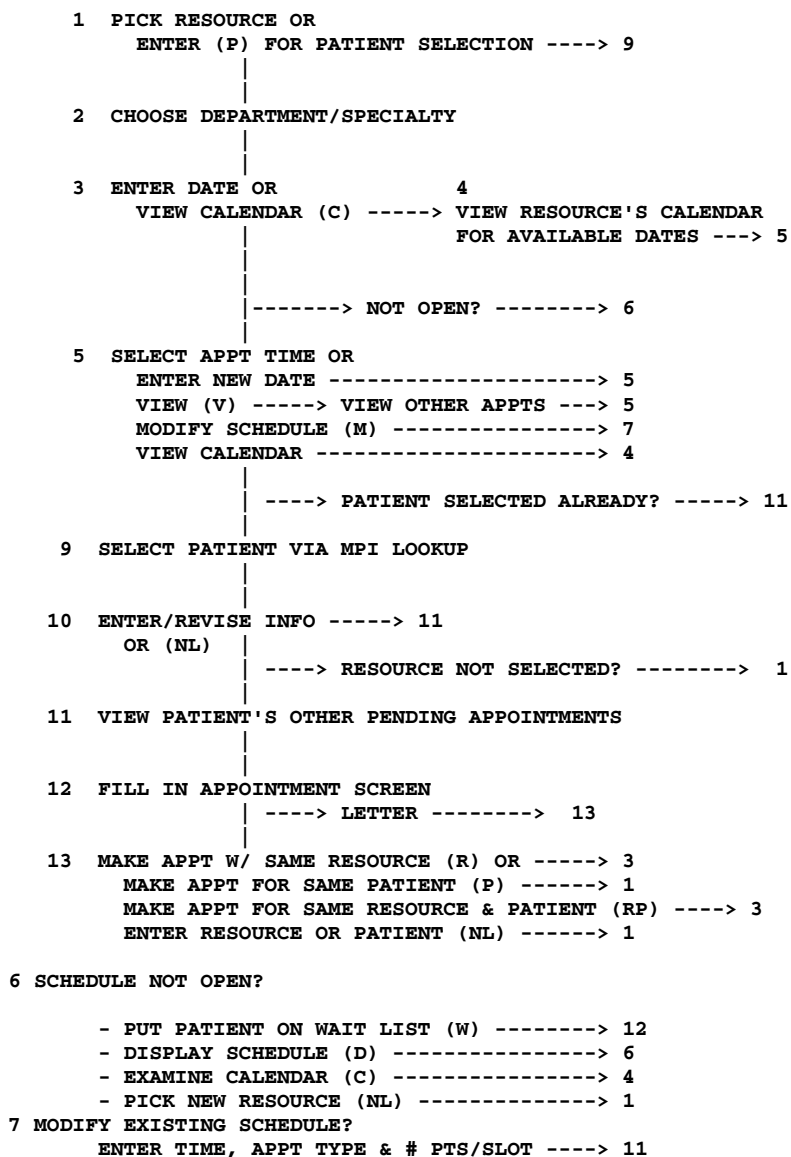 1 PICK RESOURCE OR
ENTER (P) FOR PATIENT SELECTION ----> 9
|
|
2 CHOOSE DEPARTMENT/SPECIALTY
|
|
3 ENTER DATE OR 4
VIEW CALENDAR (C) -----> VIEW RESOURCE'S CALENDAR
| FOR AVAILABLE DATES ---> 5
|
|
|-------> NOT OPEN? --------> 6
|
5 SELECT APPT TIME OR
ENTER NEW DATE ---------------------> 5
VIEW (V) -----> VIEW OTHER APPTS ---> 5
MODIFY SCHEDULE (M) ----------------> 7
VIEW CALENDAR ----------------------> 4
|
| ----> PATIENT SELECTED ALREADY? -----> 11
|
9 SELECT PATIENT VIA MPI LOOKUP
|
|
10 ENTER/REVISE INFO -----> 11
OR (NL) |
| ----> RESOURCE NOT SELECTED? --------> 1
|
11 VIEW PATIENT'S OTHER PENDING APPOINTMENTS
|
|
12 FILL IN APPOINTMENT SCREEN
| ----> LETTER --------> 13
|
13 MAKE APPT W/ SAME RESOURCE (R) OR -----> 3
MAKE APPT FOR SAME PATIENT (P) ------> 1
MAKE APPT FOR SAME RESOURCE & PATIENT (RP) ----> 3
ENTER RESOURCE OR PATIENT (NL) ------> 1
6 SCHEDULE NOT OPEN?
- PUT PATIENT ON WAIT LIST (W) --------> 12
- DISPLAY SCHEDULE (D) ----------------> 6
- EXAMINE CALENDAR (C) ----------------> 4
- PICK NEW RESOURCE (NL) --------------> 1
7 MODIFY EXISTING SCHEDULE?
ENTER TIME, APPT TYPE & # PTS/SLOT ----> 11